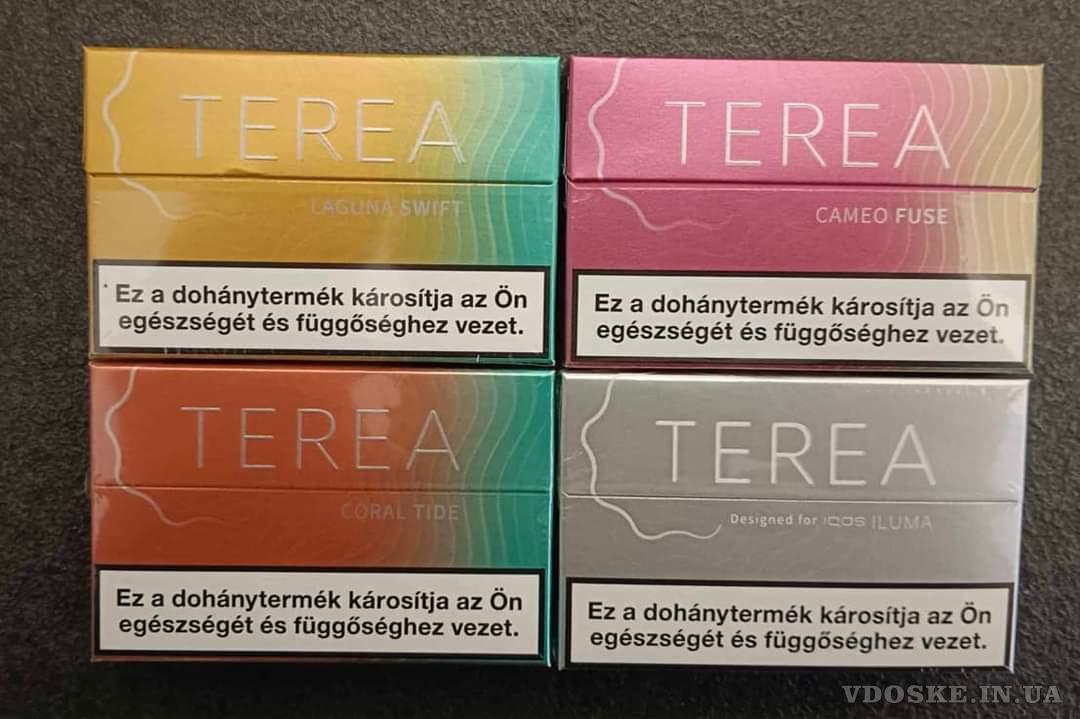 TEREA
LAGUNA SWIFT
Ez a dohánytermék károsítja az Ön
egészségét és függőséghez vezet.
TEREA
CAMEO FUSE
Ez a dohánytermék károsítja az Ön
egészségét és függőséghez vezet.
TEREA
CORAL TIDE
Ez a dohánytermék károsítja az Ön
egészségét és függőséghez vezet.
TEREA
Designed for IQOS ILUMA
Ez a dohánytermék károsítja az Ön
egészségét és függőséghez vezet.
VDOSKE.IN.UA